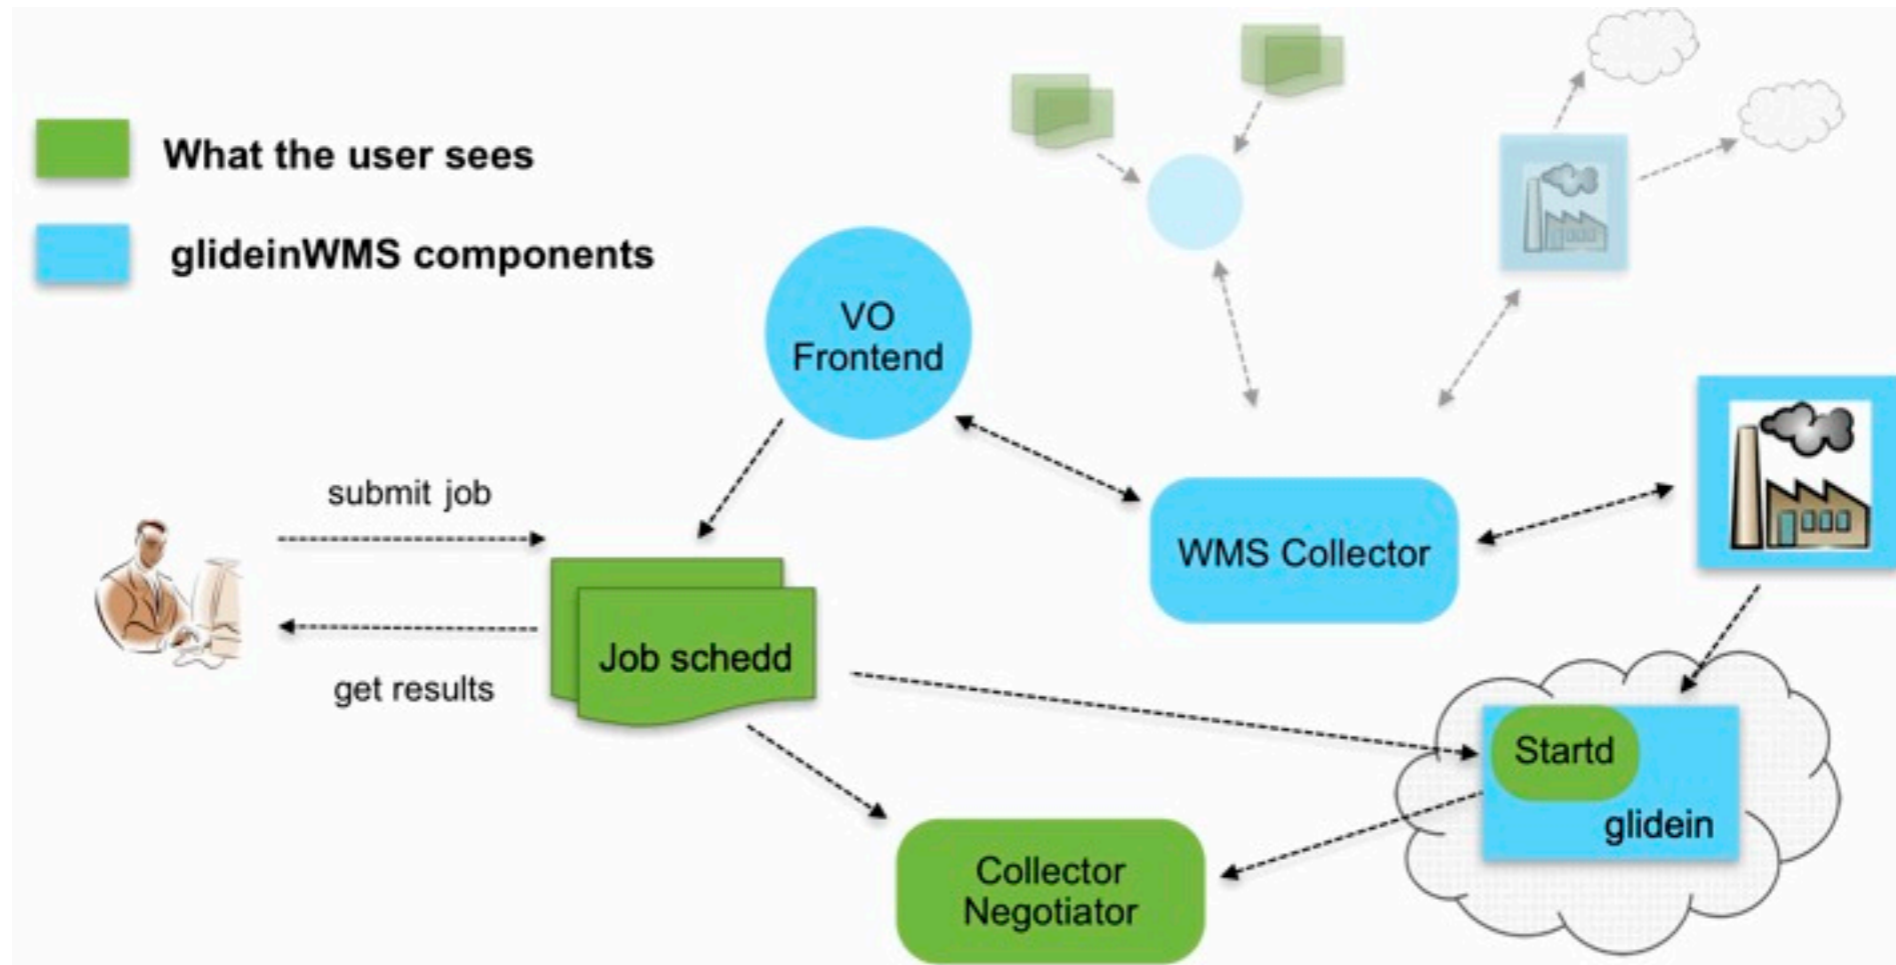 What the user sees
glideinWMS components
VO
Frontend
submit job
WMS Collector
Job schedd
get results
Startd
glidein
Collector
Negotiator